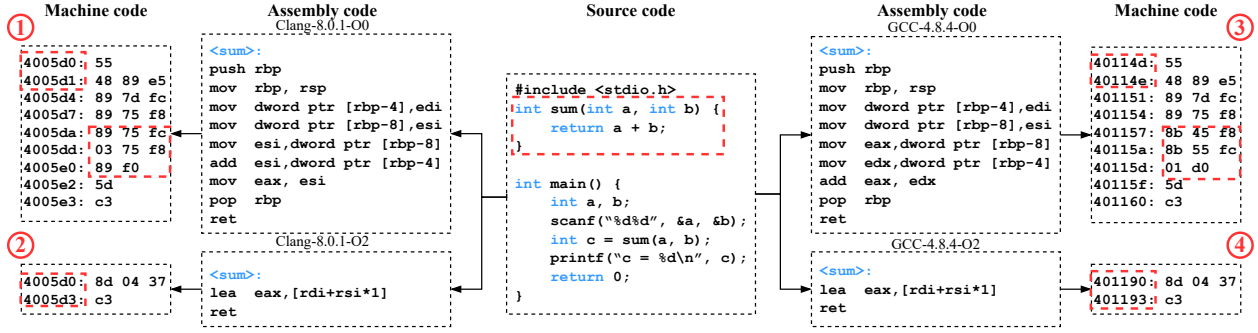 Machine code
Assembly code
Source code
Assembly code
Machine code
1
Clang-8.0.1-O0
4005d0: 55
4005d1: 48 89 e5
4005d4: 89 7d fc
4005d7: 89 75 f8
4005da: 89 75 fc
4005dd: 03 75 f8
4005e0: 89 f0
4005e2: 5d
4005e3: c3
<sum>:
push rbp
mov rbp, rsp
mov dword ptr [rbp-4],edi
mov dword ptr [rbp-8],esi
mov esi,dword ptr [rbp-8]
add esi,dword ptr [rbp-4]
mov eax, esi
pop rbp
ret
2
Clang-8.0.1-O2
4005d0: 8d 04 37
4005d3: c3
<sum>:
lea eax,[rdi+rsi*1]
ret
#include <stdio.h>
int sum(int a, int b) {
return a + b;
}
int main() {
int a, b;
scanf(“%d%d”, &a, &b);
int c = sum(a, b);
printf(“c = %d\n”, c);
return 0;
}
GCC-4.8.4-O0
3
<sum>:
push rbp
mov rbp, rsp
mov dword ptr [rbp-4],edi
mov dword ptr [rbp-8],esi
mov eax,dword ptr [rbp-8]
mov edx,dword ptr [rbp-4]
add eax, edx
pop rbp
ret
40114d: 55
40114e: 48 89 e5
401151: 89 7d fc
401154: 89 75 f8
401157: 8b 45 f8
40115a: 8b 55 fc
40115d: 01 d0
40115f: 5d
401160: c3
GCC-4.8.4-O2
4
<sum>:
lea eax,[rdi+rsi*1]
ret
401190: 8d 04 37
401193: c3